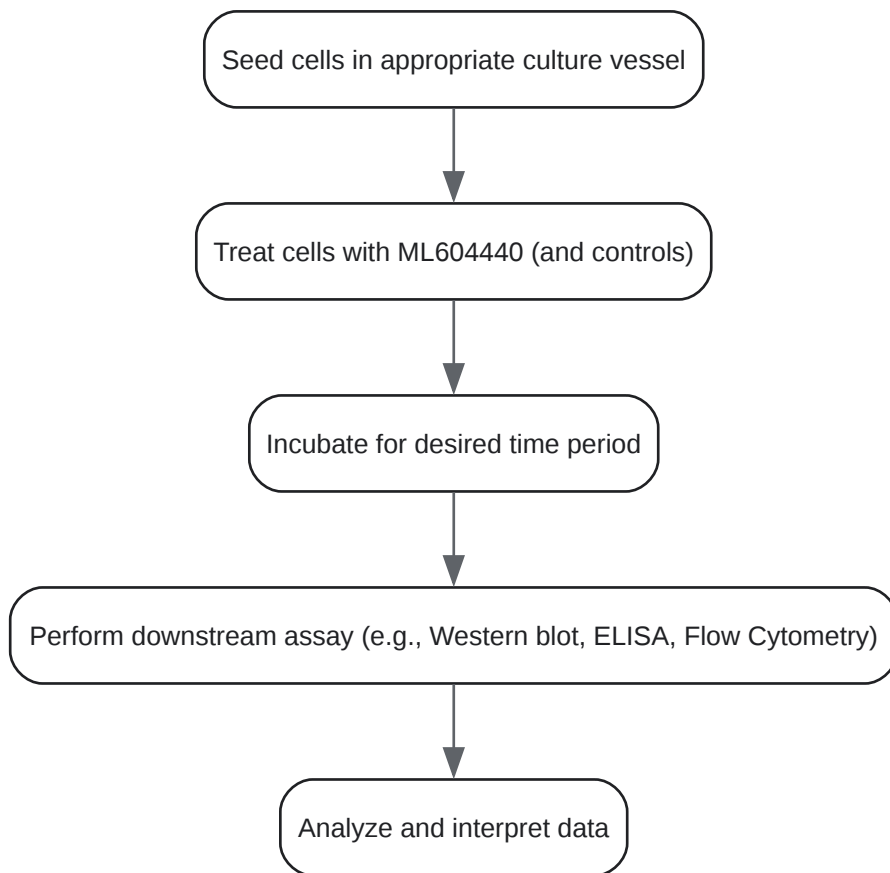 Seed cells in appropriate culture vessel
Treat cells with ML604440 (and controls)
Incubate for desired time period
Perform downstream assay (e.g., Western blot, ELISA, Flow Cytometry)
Analyze and interpret data